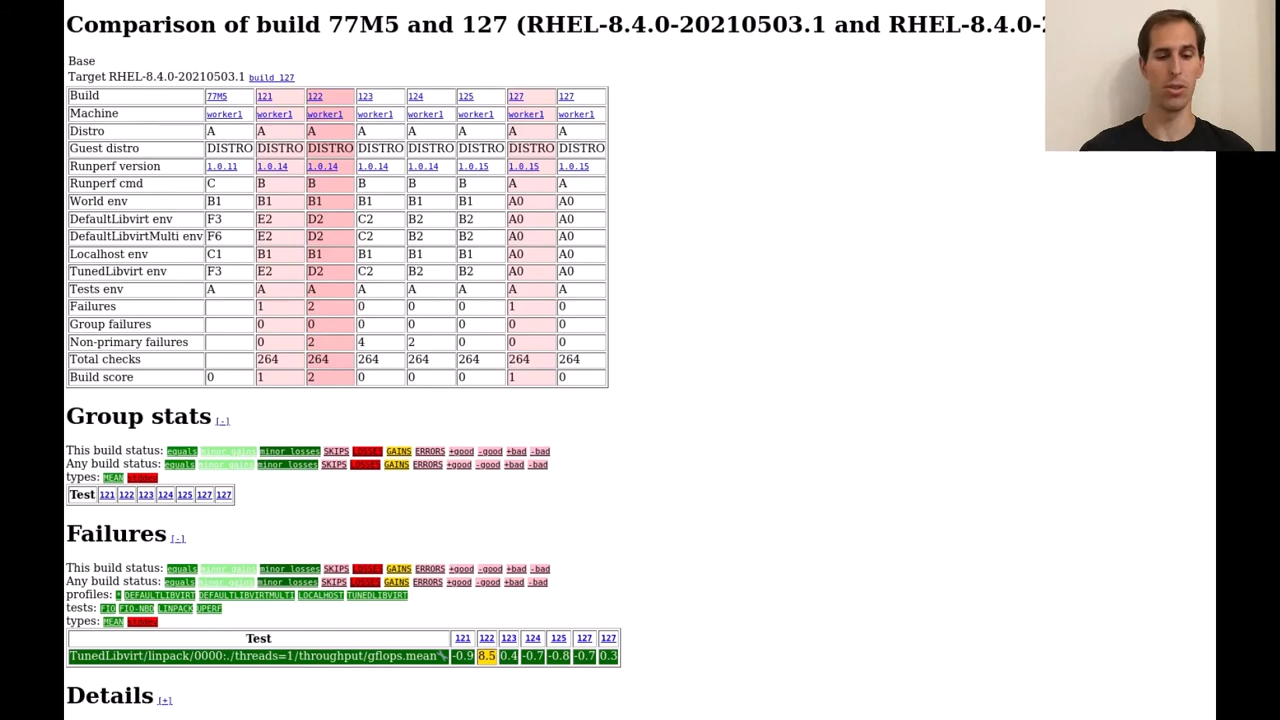 Comparison of build 77M5 and 127 (RHEL-8.4.0-20210503.1 and RHEL-8.4.0-
Base
Target RHEL-8.4.0-20210503.1 build 127
Build 77M5 121 122 123 124 125 127 127
Machine worker1 worker1 worker1 worker1 worker1 worker1 worker1 worker1
Distro A A A A A A A A
Guest distro DISTRO DISTRO DISTRO DISTRO DISTRO DISTRO DISTRO DISTRO
Runperf version 1.0.11 1.0.14 1.0.14 1.0.14 1.0.14 1.0.15 1.0.15 1.0.15
Runperf cmd C B B B B B A A
World env B1 B1 B1 B1 B1 B1 A0 A0
DefaultLibvirt env F3 E2 D2 C2 B2 B2 A0 A0
DefaultLibvirtMulti env F6 E2 D2 C2 B2 B2 A0 A0
Localhost env C1 B1 B1 B1 B1 B1 A0 A0
TunedLibvirt env F3 E2 D2 C2 B2 B2 A0 A0
Tests env A A A A A A A A
Failures 1 2 0 0 0 1 0
Group failures 0 0 0 0 0 0 0
Non-primary failures 0 2 4 2 0 0 0
Total checks 264 264 264 264 264 264 264
Build score 0 1 2 0 0 0 1 0
Group stats [-]
This build status: equals minor gains minor losses SKIPS LOSSES GAINS ERRORS +good -good +bad -bad
Any build status: equals minor gains minor losses SKIPS LOSSES GAINS ERRORS +good -good +bad -bad
types: MEAN stddev
Test 121 122 123 124 125 127 127
Failures [-]
This build status: equals minor gains minor losses SKIPS LOSSES GAINS ERRORS +good -good +bad -bad
Any build status: equals minor gains minor losses SKIPS LOSSES GAINS ERRORS +good -good +bad -bad
profiles: * DEFAULTLIBVIRT DEFAULTLIBVIRTMULTI LOCALHOST TUNEDLIBVIRT
tests: FIO FIO-NBD LINPACK UPERF
types: MEAN stddev
Test 121 122 123 124 125 127 127
TunedLibvirt/linpack/0000:./threads=1/throughput/gflops.mean -0.9 8.5 0.4 -0.7 -0.8 -0.7 0.3
Details [+]